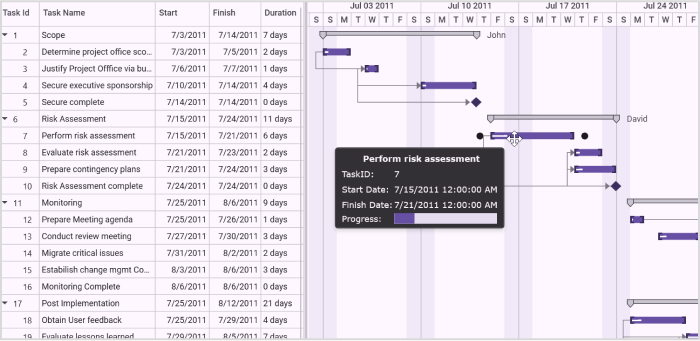 Task Id Task Name Start Finish Duration Jul 03 2011 Jul 10 2011 Jul 17 2011 Jul 24 2011
S S M T W T F S S M T W T F S S M T W T F S S M T W T F
1 Scope 7/3/2011 7/14/2011 7 days John
2 Determine project office sco... 7/3/2011 7/5/2011 2 days
3 Justify Project Offfice via bu... 7/6/2011 7/7/2011 1 days
4 Secure executive sponsorship 7/10/2011 7/14/2011 4 days
5 Secure complete 7/14/2011 7/14/2011 0 days
6 Risk Assessment 7/15/2011 7/24/2011 11 days David
7 Perform risk assessment 7/15/2011 7/21/2011 6 days
8 Evaluate risk assessment 7/21/2011 7/23/2011 2 days
9 Prepare contingency plans 7/21/2011 7/24/2011 3 days
10 Risk Assessment complete 7/24/2011 7/24/2011 0 days
11 Monitoring 7/25/2011 8/6/2011 9 days
12 Prepare Meeting agenda 7/25/2011 7/26/2011 1 days
13 Conduct review meeting 7/27/2011 7/30/2011 3 days
14 Migrate critical issues 7/31/2011 8/2/2011 2 days
15 Estabilish change mgmt Co... 8/3/2011 8/6/2011 3 days
16 Monitoring Complete 8/6/2011 8/6/2011 0 days
17 Post Implementation 7/25/2011 8/12/2011 21 days
18 Obtain User feedback 7/25/2011 7/29/2011 4 days
19 Evaluate lessons learned 7/29/2011 8/5/2011 7 days
Perform risk assessment
TaskID: 7
Start Date: 7/15/2011 12:00:00 AM
Finish Date: 7/21/2011 12:00:00 AM
Progress: